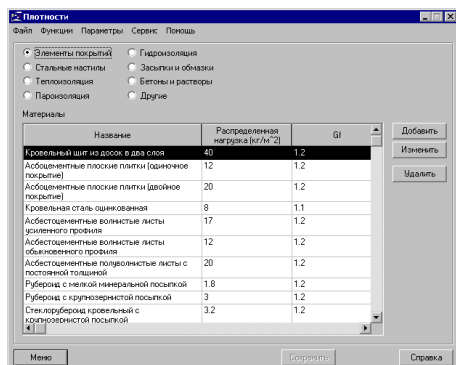 Плотности
Файл Функции Параметры Сервис Помощь
Элементы покрытий Гидроизоляция
Стальные настилы Засыпки и обмазки
Теплоизоляция Бетоны и растворы
Пароизоляция Другие
Материалы
Название Распределенная нагрузка (кг/м^2) Gf
Добавить
Кровельный щит из досок в два слоя 40 1.2
Изменить
Асбоцементные плоские плитки (одиночное 12 1.2
покрытие)
Удалить
Асбоцементные плоские плитки (двойное 20 1.2
покрытие)
Кровельная сталь оцинкованная 8 1.1
Асбестоцементные волнистые листы 17 1.2
усиленного профиля
Асбестоцементные волнистые листы 12 1.2
обыкновенного профиля
Асбестоцементные полуволнистые листы с 20 1.2
постоянной толщиной
Рубероид с мелкой минеральной посыпкой 1.8 1.2
Рубероид с крупнозернистой посыпкой 3 1.2
Стеклорубероид кровельный с 3.2 1.2
крупнозернистой посыпкой
Меню Сохранить Справка